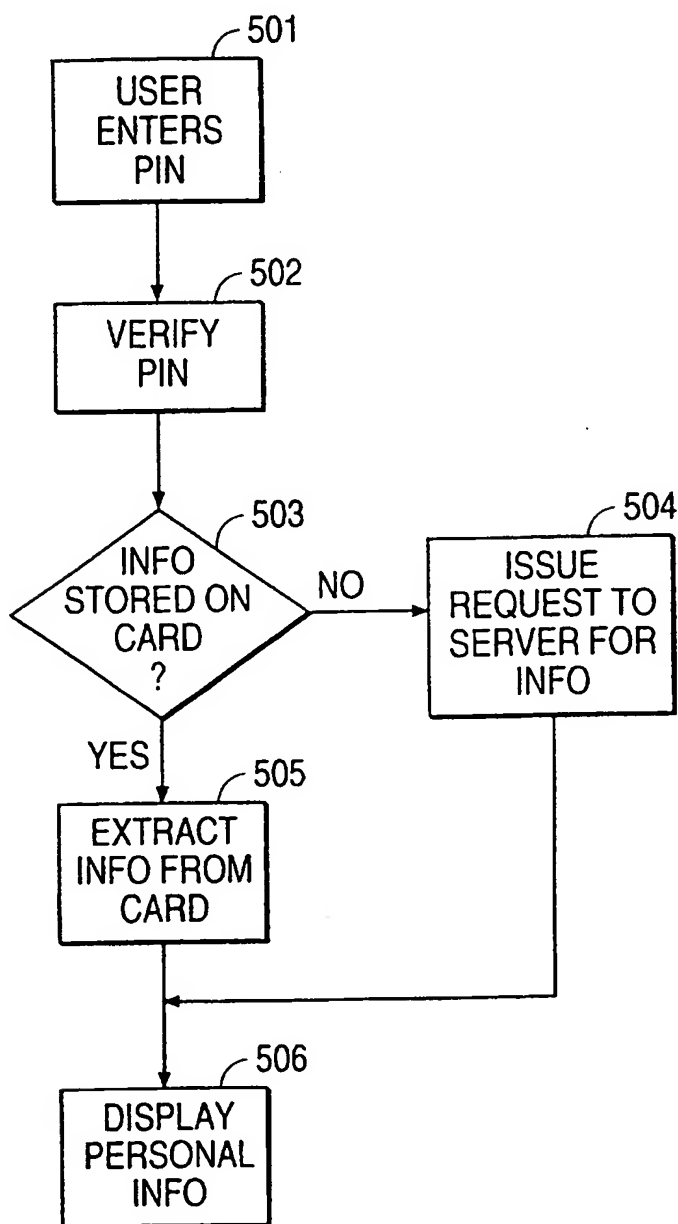 501
USER
ENTERS
PIN
502
VERIFY
PIN
503
INFO
STORED ON
CARD
?
NO
504
ISSUE
REQUEST TO
SERVER FOR
INFO
YES
505
EXTRACT
INFO FROM
CARD
506
DISPLAY
PERSONAL
INFO